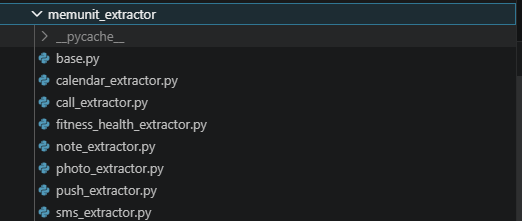 memunit_extractor
__pycache__
base.py
calendar_extractor.py
call_extractor.py
fitness_health_extractor.py
note_extractor.py
photo_extractor.py
push_extractor.py
sms_extractor.py